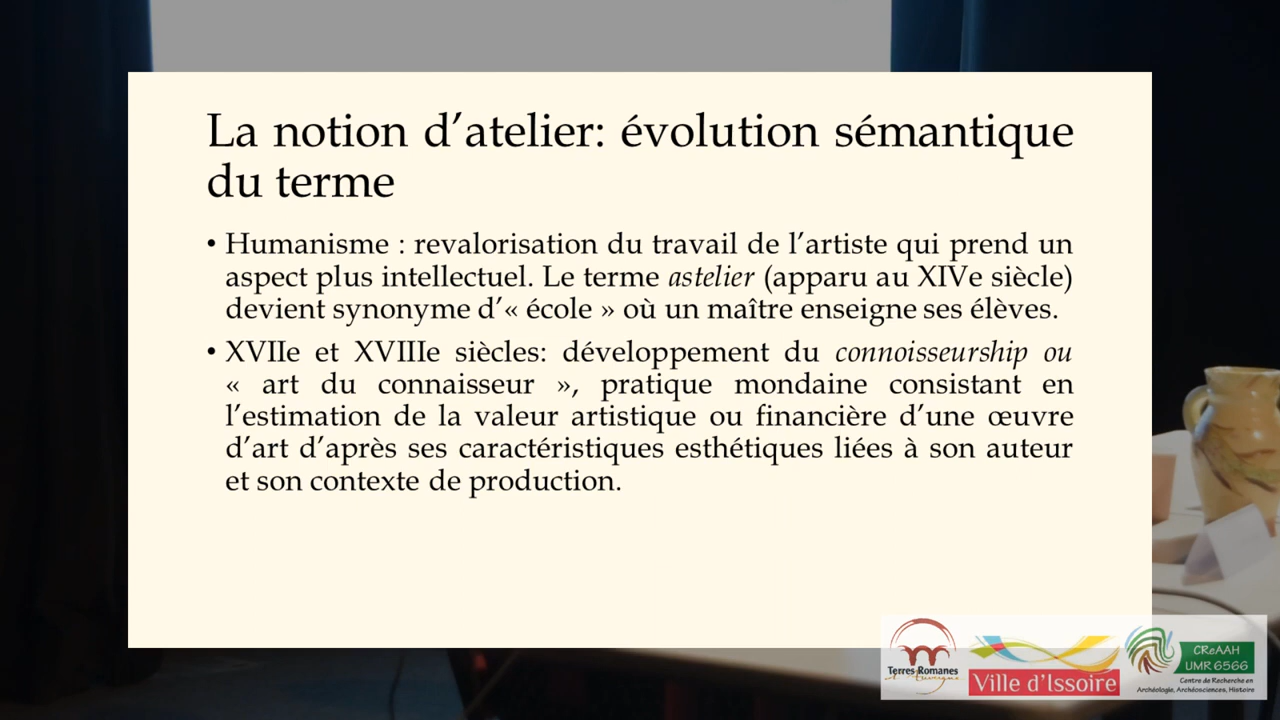 La notion d’atelier: évolution sémantique
du terme
• Humanisme : revalorisation du travail de l’artiste qui prend un
aspect plus intellectuel. Le terme astelier (apparu au XIVe siècle)
devient synonyme d’« école » où un maître enseigne ses élèves.
• XVIIe et XVIIIe siècles: développement du connoisseurship ou
« art du connaisseur », pratique mondaine consistant en
l’estimation de la valeur artistique ou financière d’une œuvre
d’art d’après ses caractéristiques esthétiques liées à son auteur
et son contexte de production.
Terres Romanes
d'Auvergne
Ville d'Issoire
CReAAH
UMR 6566
Centre de Recherche en
Archéologie, Archéosciences, Histoire